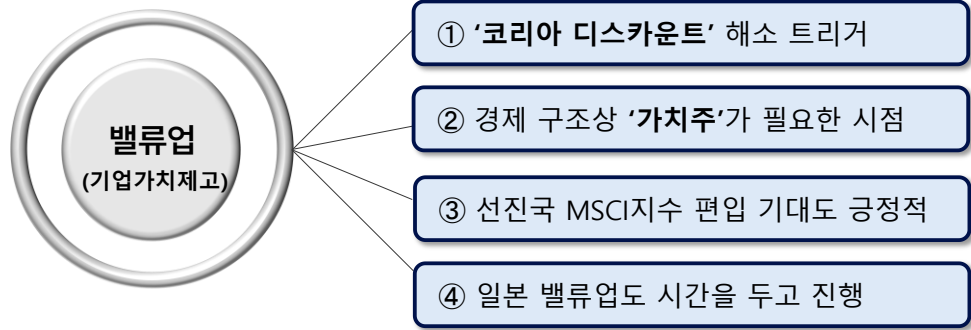 밸류업
(기업가치제고)
① ‘코리아 디스카운트’ 해소 트리거
② 경제 구조상 ‘가치주’가 필요한 시점
③ 선진국 MSCI지수 편입 기대도 긍정적
④ 일본 밸류업도 시간을 두고 진행